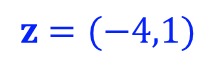 z = (−4,1)